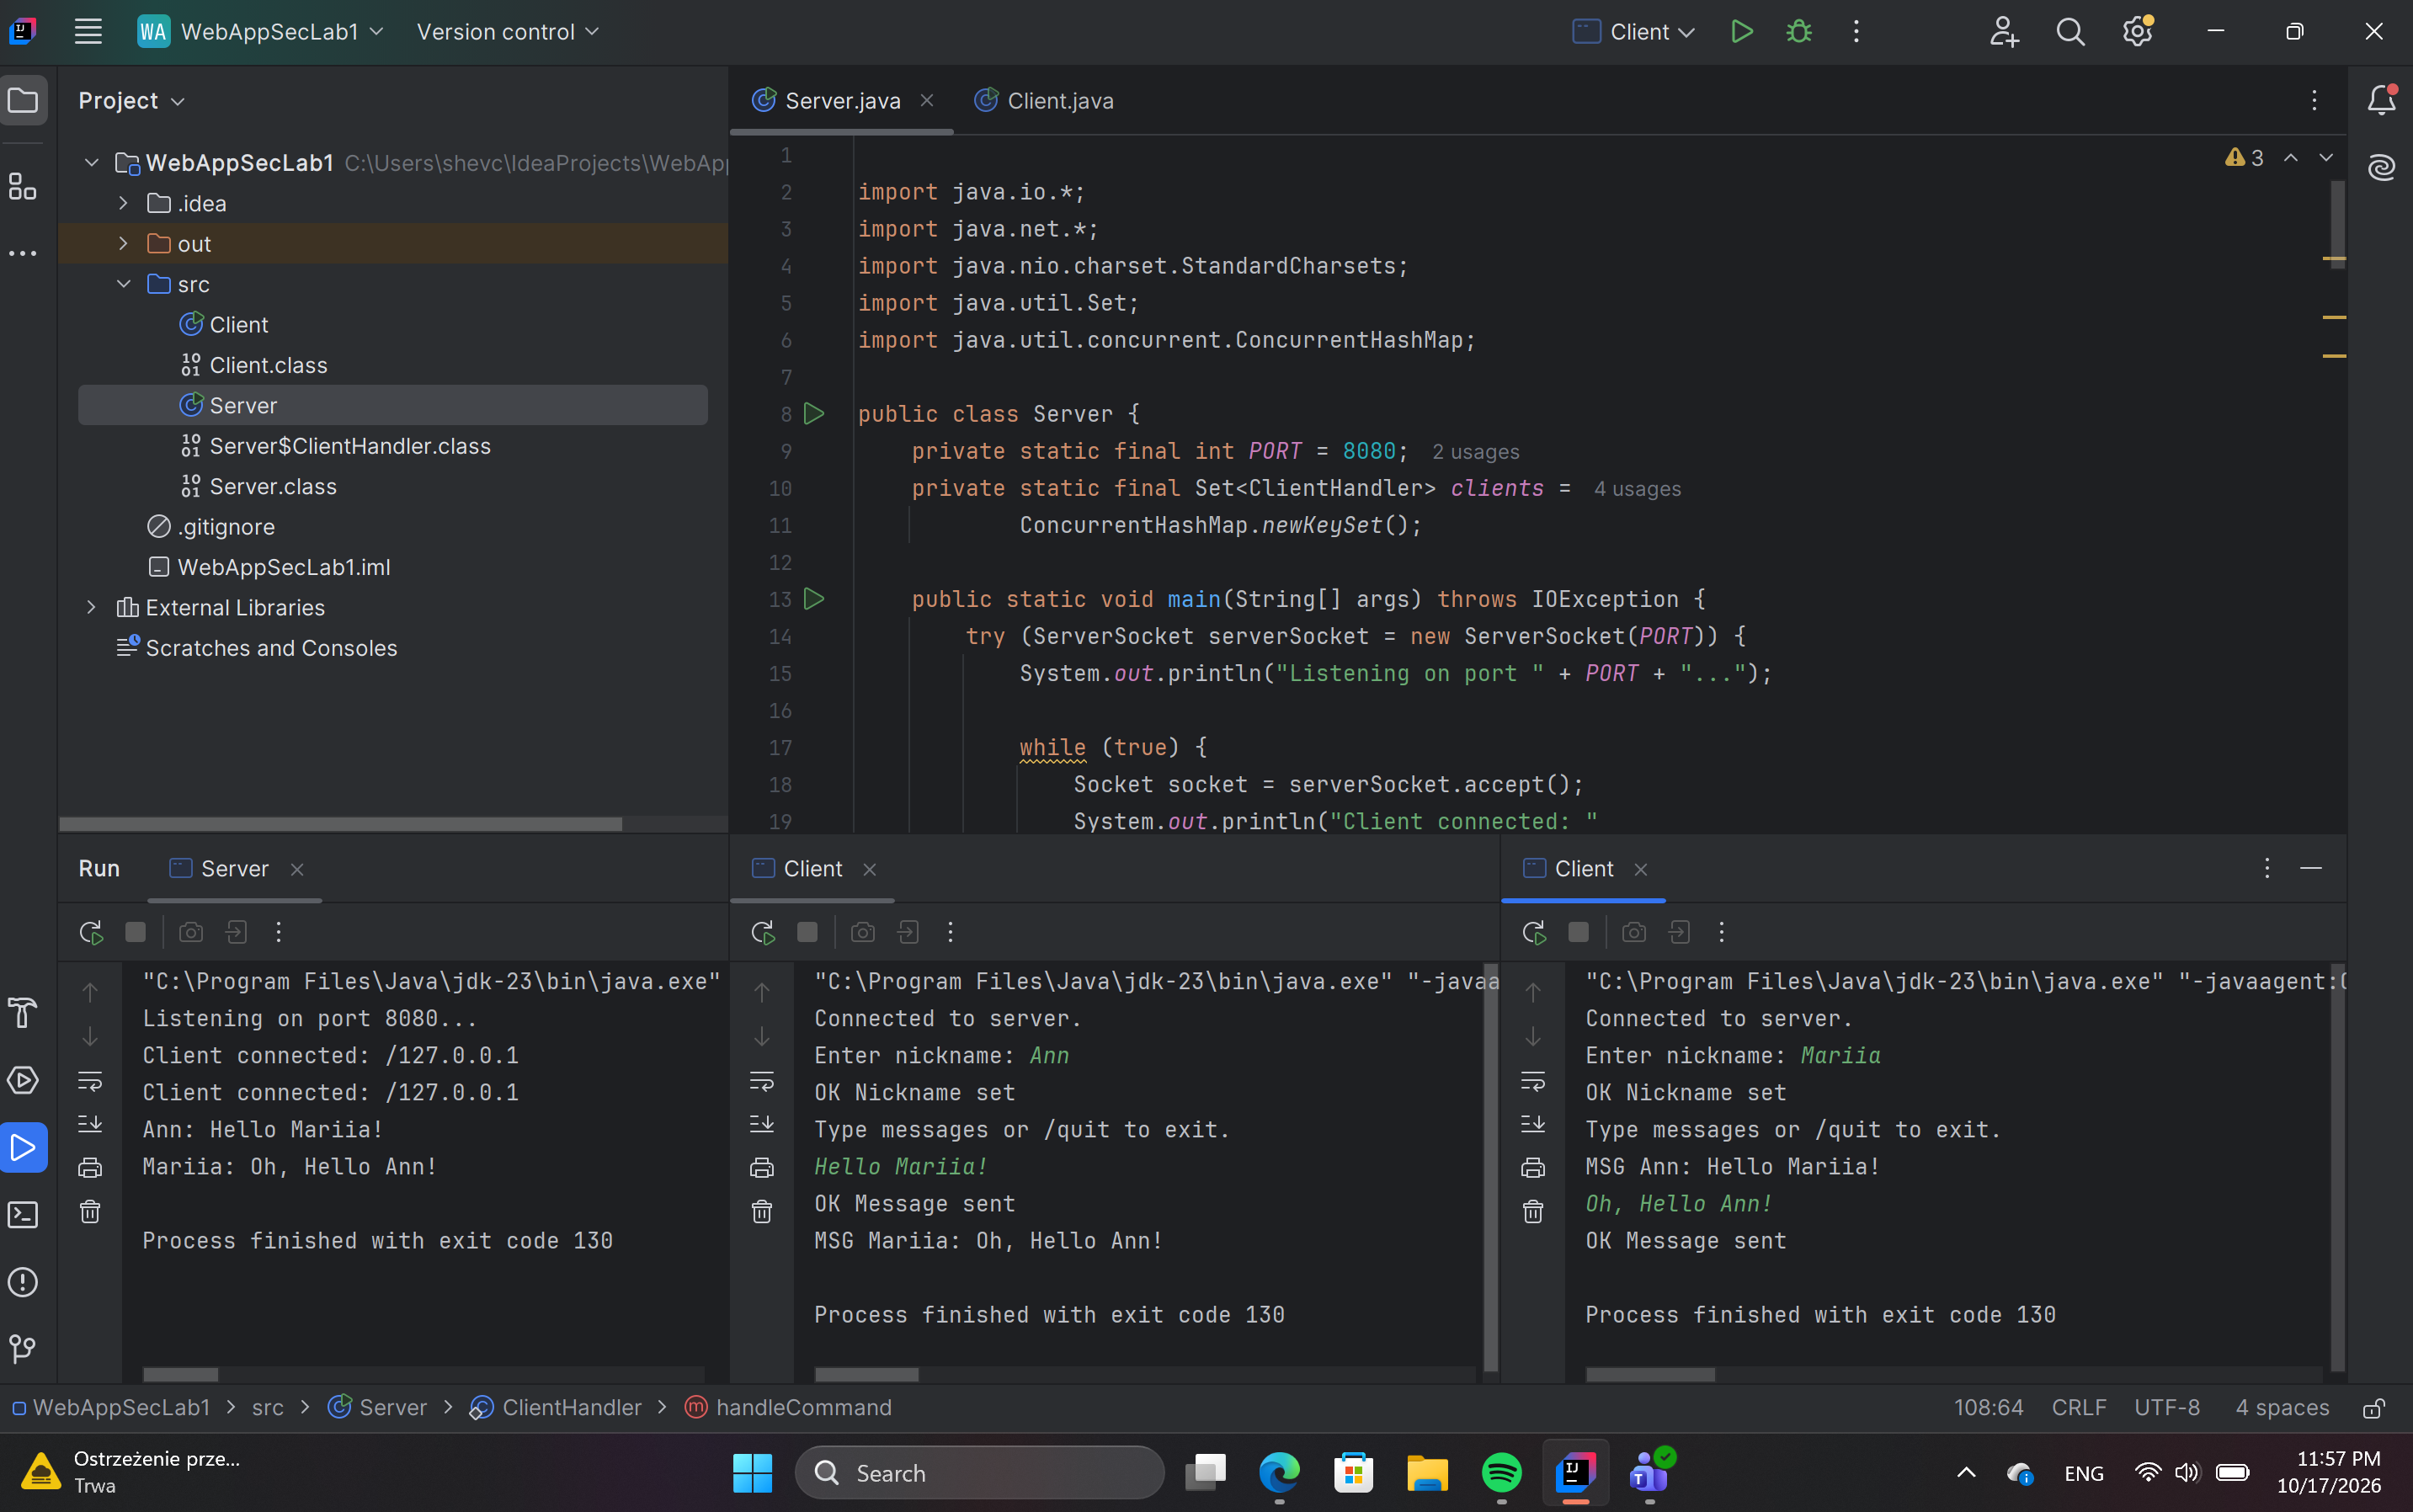 WA WebAppSecLab1 Version control Client
Project
WebAppSecLab1 C:\Users\shevc\IdeaProjects\WebAp
.idea
out
src
Client
Client.class
Server
Server$ClientHandler.class
Server.class
.gitignore
WebAppSecLab1.iml
External Libraries
Scratches and Consoles
Server.java Client.java
3
1
2 import java.io.*;
3 import java.net.*;
4 import java.nio.charset.StandardCharsets;
5 import java.util.Set;
6 import java.util.concurrent.ConcurrentHashMap;
7
8 public class Server {
9 private static final int PORT = 8080; 2 usages
10 private static final Set<ClientHandler> clients = 4 usages
11 ConcurrentHashMap.newKeySet();
12
13 public static void main(String[] args) throws IOException {
14 try (ServerSocket serverSocket = new ServerSocket(PORT)) {
15 System.out.println("Listening on port " + PORT + "...");
16
17 while (true) {
18 Socket socket = serverSocket.accept();
19 System.out.println("Client connected: "
Run Server
"C:\Program Files\Java\jdk-23\bin\java.exe"
Listening on port 8080...
Client connected: /127.0.0.1
Client connected: /127.0.0.1
Ann: Hello Mariia!
Mariia: Oh, Hello Ann!
Process finished with exit code 130
Client
"C:\Program Files\Java\jdk-23\bin\java.exe" "-javaa
Connected to server.
Enter nickname: Ann
OK Nickname set
Type messages or /quit to exit.
Hello Mariia!
OK Message sent
MSG Mariia: Oh, Hello Ann!
Process finished with exit code 130
Client
"C:\Program Files\Java\jdk-23\bin\java.exe" "-javaagent:
Connected to server.
Enter nickname: Mariia
OK Nickname set
Type messages or /quit to exit.
MSG Ann: Hello Mariia!
Oh, Hello Ann!
OK Message sent
Process finished with exit code 130
WebAppSecLab1 > src > Server > ClientHandler > handleCommand
108:64 CRLF UTF-8 4 spaces
Ostrzeżenie prze...
Trwa
Search
ENG
11:57 PM
10/17/2026